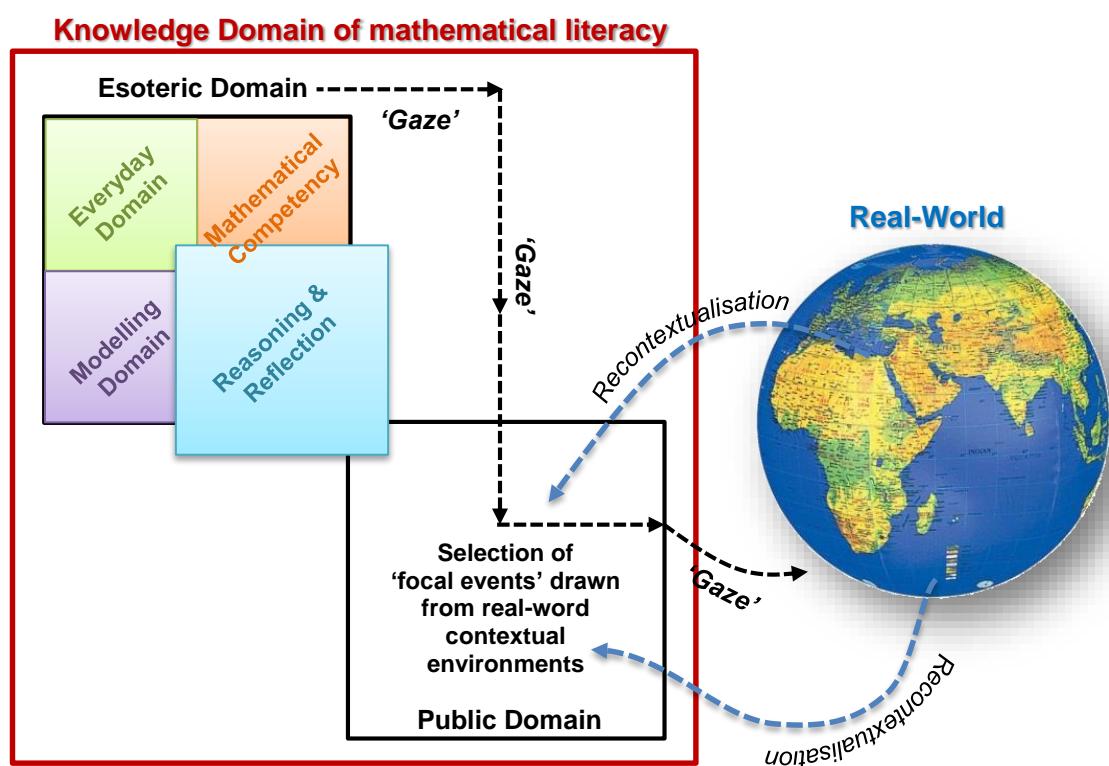 Knowledge Domain of mathematical literacy
Esoteric Domain
'Gaze'
Everyday
Domain
Mathematical
Competency
Modelling
Domain
Reasoning &
Reflection
'Gaze'
Real-World
Recontextualisation
Selection of
'focal events' drawn
from real-word
contextual
environments
'Gaze'
Public Domain
Recontextualisation